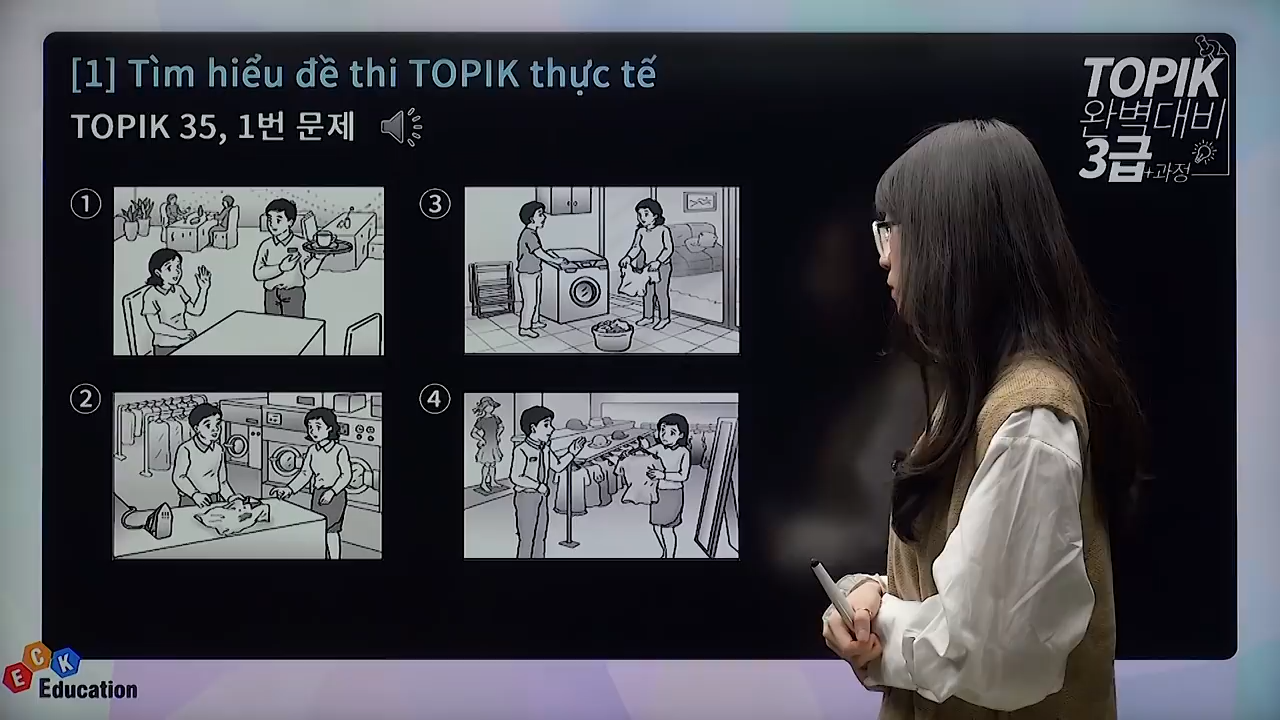 [1] Tìm hiểu đề thi TOPIK thực tế
TOPIK 35, 1번 문제
TOPIK
완벽대비
3급+과정
①
③
②
④
ECK
Education